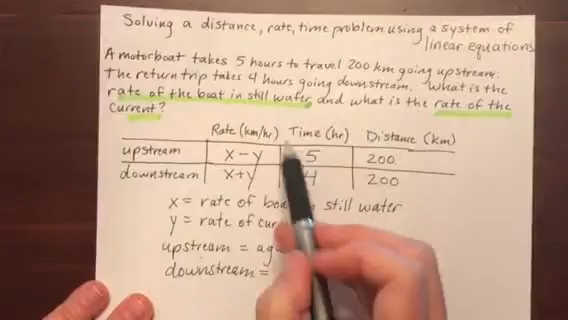 Solving a distance, rate, time problem using a system of
linear equations
A motorboat takes 5 hours to travel 200 km going upstream.
The return trip takes 4 hours going downstream. What is the
rate of the boat in still water and what is the rate of the
current?
Rate (km/hr) Time (hr) Distance (km)
upstream x-y 5 200
downstream x+y 4 200
x = rate of still water
y = rate of
upstream =
downstream =